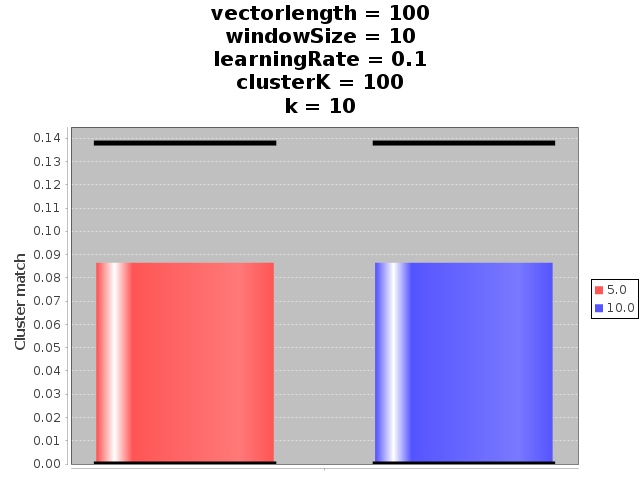 vectorlength = 100
windowSize = 10
learningRate = 0.1
clusterK = 100
k = 10
0.14
0.13
0.12
0.11
0.10
0.09
0.08
0.07
0.06
0.05
0.04
0.03
0.02
0.01
0.00
Cluster match
5.0
10.0